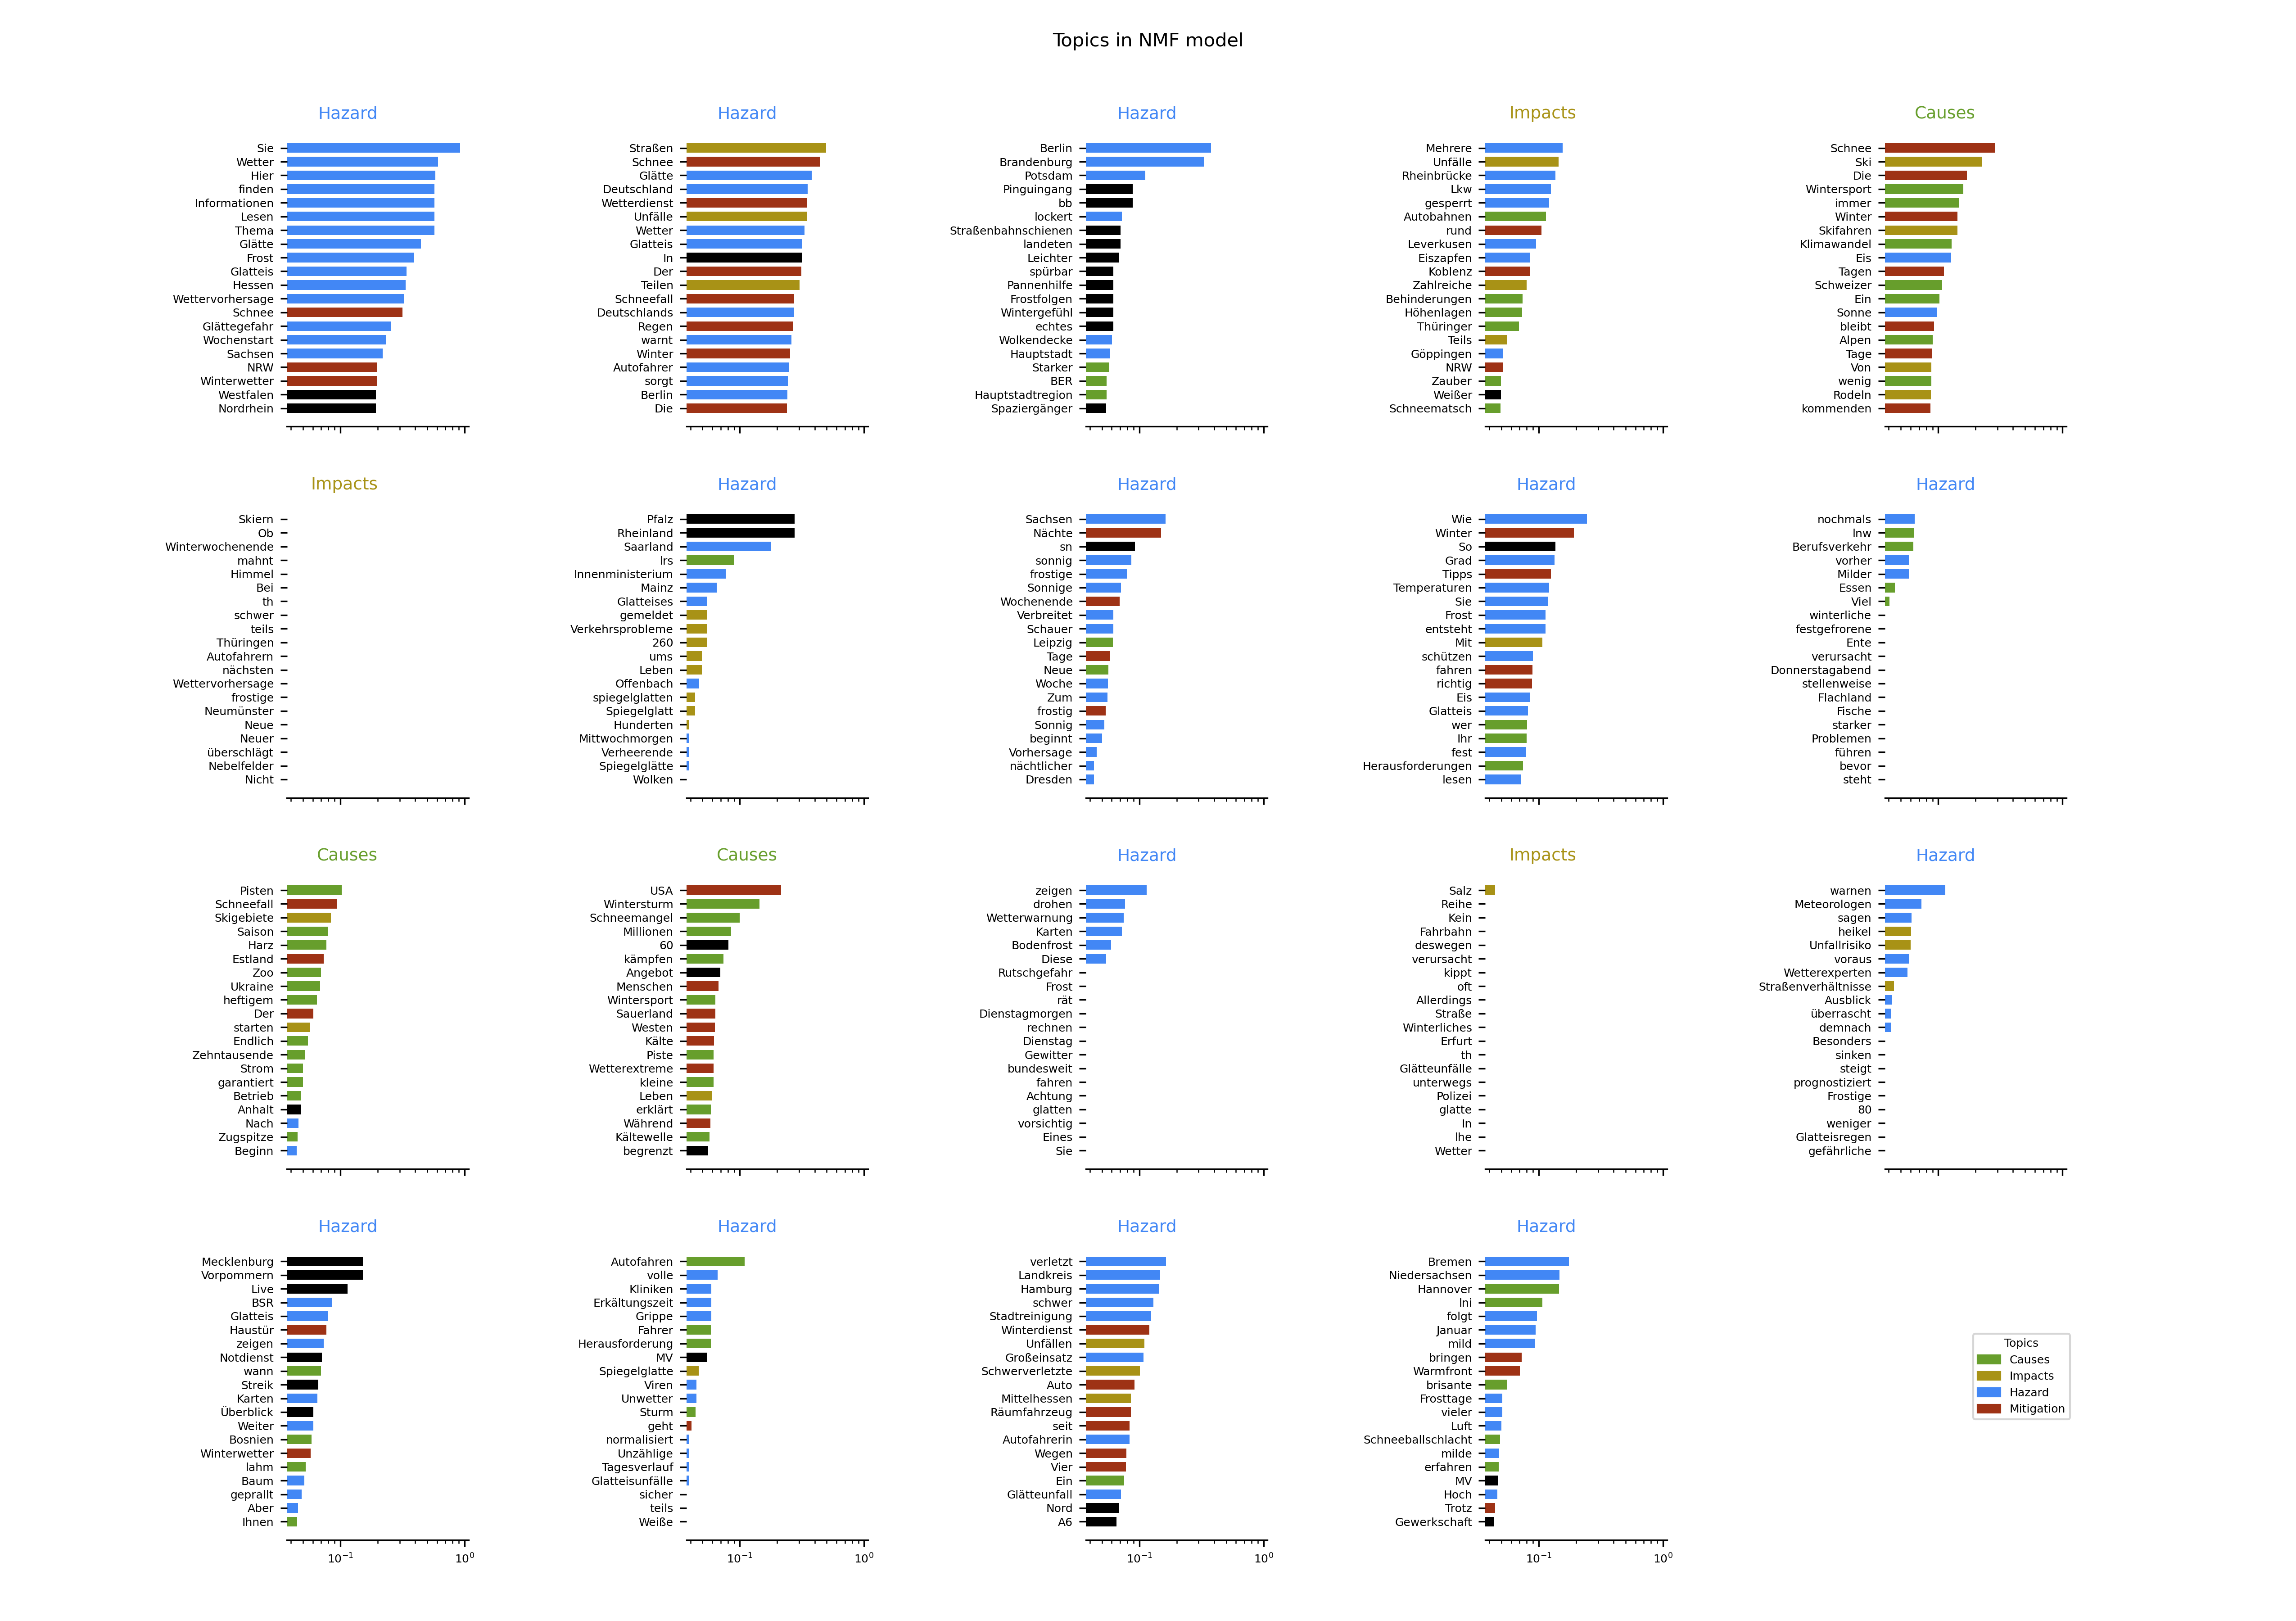 Topics in NMF model
Hazard
Sie
Wetter
Hier
finden
Informationen
Lesen
Thema
Glätte
Frost
Glatteis
Hessen
Wettervorhersage
Schnee
Glättegefahr
Wochenstart
Sachsen
NRW
Winterwetter
Westfalen
Nordrhein
Hazard
Straßen
Schnee
Glätte
Deutschland
Wetterdienst
Unfälle
Wetter
Glatteis
In
Der
Teilen
Schneefall
Deutschlands
Regen
warnt
Winter
Autofahrer
sorgt
Berlin
Die
Hazard
Berlin
Brandenburg
Potsdam
Pinguingang
bb
lockert
Straßenbahnschienen
landeten
Leichter
spürbar
Pannenhilfe
Frostfolgen
Wintergefühl
echtes
Wolkendecke
Hauptstadt
Starker
BER
Hauptstadtregion
Spaziergänger
Impacts
Mehrere
Unfälle
Rheinbrücke
Lkw
gesperrt
Autobahnen
rund
Leverkusen
Eiszapfen
Koblenz
Zahlreiche
Behinderungen
Höhenlagen
Thüringer
Teils
Göppingen
NRW
Zauber
Weißer
Schneematsch
Causes
Schnee
Ski
Die
Wintersport
immer
Winter
Skifahren
Klimawandel
Eis
Tagen
Schweizer
Ein
Sonne
bleibt
Alpen
Tage
Von
wenig
Rodeln
kommenden
Impacts
Skiern
Ob
Winterwochenende
mahnt
Himmel
Bei
th
schwer
teils
Thüringen
Autofahrern
nächsten
Wettervorhersage
frostige
Neumünster
Neue
Neuer
überschlägt
Nebelfelder
Nicht
Hazard
Pfalz
Rheinland
Saarland
lrs
Innenministerium
Mainz
Glatteises
gemeldet
Verkehrsprobleme
260
ums
Leben
Offenbach
spiegelglatten
Spiegelglatt
Hunderten
Mittwochmorgen
Verheerende
Spiegelglätte
Wolken
Hazard
Sachsen
Nächte
sn
sonnig
frostige
Sonnige
Wochenende
Verbreitet
Schauer
Leipzig
Tage
Neue
Woche
Zum
frostig
Sonnig
beginnt
Vorhersage
nächtlicher
Dresden
Hazard
Wie
Winter
So
Grad
Tipps
Temperaturen
Sie
Frost
entsteht
Mit
schützen
fahren
richtig
Eis
Glatteis
wer
Ihr
fest
Herausforderungen
lesen
Hazard
nochmals
lnw
Berufsverkehr
vorher
Milder
Essen
Viel
winterliche
festgefrorene
Ente
verursacht
Donnerstagabend
stellenweise
Flachland
Fische
starker
Problemen
führen
bevor
steht
Causes
Pisten
Schneefall
Skigebiete
Saison
Harz
Estland
Zoo
Ukraine
heftigem
Der
starten
Endlich
Zehntausende
Strom
garantiert
Betrieb
Anhalt
Nach
Zugspitze
Beginn
Causes
USA
Wintersturm
Schneemangel
Millionen
60
kämpfen
Angebot
Menschen
Wintersport
Sauerland
Westen
Kälte
Piste
Wetterextreme
kleine
Leben
erklärt
Während
Kältewelle
begrenzt
Hazard
zeigen
drohen
Wetterwarnung
Karten
Bodenfrost
Diese
Rutschgefahr
Frost
rät
Dienstagmorgen
rechnen
Dienstag
Gewitter
bundesweit
fahren
Achtung
glatten
vorsichtig
Eines
Sie
Impacts
Salz
Reihe
Kein
Fahrbahn
deswegen
verursacht
kippt
oft
Allerdings
Straße
Winterliches
Erfurt
th
Glätteunfälle
unterwegs
Polizei
glatte
In
lhe
Wetter
Hazard
warnen
Meteorologen
sagen
heikel
Unfallrisiko
voraus
Wetterexperten
Straßenverhältnisse
Ausblick
überrascht
demnach
Besonders
sinken
steigt
prognostiziert
Frostige
80
weniger
Glatteisregen
gefährliche
Hazard
Mecklenburg
Vorpommern
Live
BSR
Glatteis
Haustür
zeigen
Notdienst
wann
Streik
Karten
Überblick
Weiter
Bosnien
Winterwetter
lahm
Baum
geprallt
Aber
Ihnen
10⁻¹ 10⁰
Hazard
Autofahren
volle
Kliniken
Erkältungszeit
Grippe
Fahrer
Herausforderung
MV
Spiegelglatte
Viren
Unwetter
Sturm
geht
normalisiert
Unzählige
Tagesverlauf
Glatteisunfälle
sicher
teils
Weiße
10⁻¹ 10⁰
Hazard
verletzt
Landkreis
Hamburg
schwer
Stadtreinigung
Winterdienst
Unfällen
Großeinsatz
Schwerverletzte
Auto
Mittelhessen
Räumfahrzeug
seit
Autofahrerin
Wegen
Vier
Ein
Glätteunfall
Nord
A6
10⁻¹ 10⁰
Hazard
Bremen
Niedersachsen
Hannover
lni
folgt
Januar
mild
bringen
Warmfront
brisante
Frosttage
vieler
Luft
Schneeballschlacht
milde
erfahren
MV
Hoch
Trotz
Gewerkschaft
10⁻¹ 10⁰
Topics
Causes
Impacts
Hazard
Mitigation